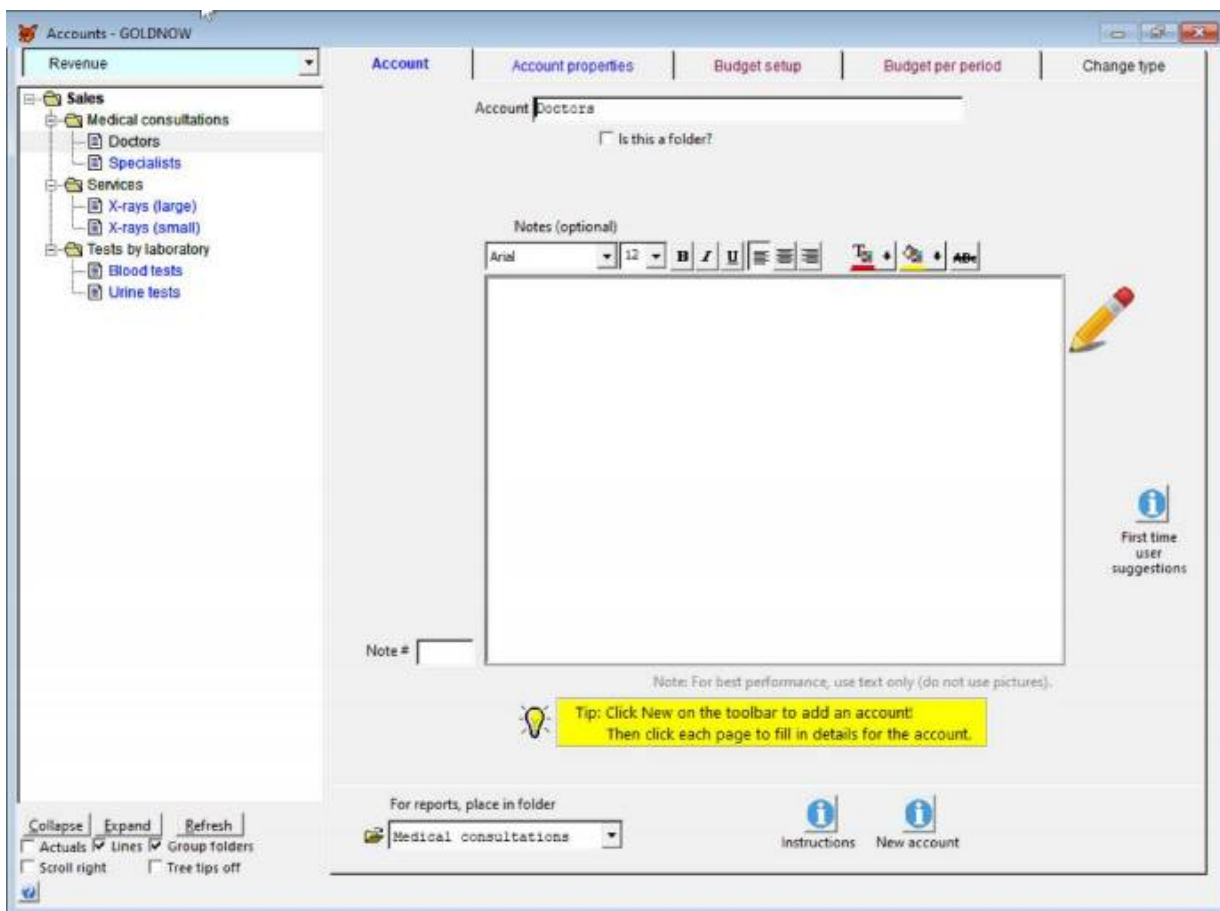 Accounts - GOLDNOW
Revenue
Account
Account properties
Budget setup
Budget per period
Change type
Sales
Medical consultations
Doctors
Specialists
Services
X-rays (large)
X-rays (small)
Tests by laboratory
Blood tests
Urine tests
Account Doctors
Is this a folder?
Notes (optional)
Arial 12 B I U ABc
First time
user
suggestions
Note #
Note: For best performance, use text only (do not use pictures).
Tip: Click New on the toolbar to add an account!
Then click each page to fill in details for the account.
For reports, place in folder
Medical consultations
Instructions
New account
Collapse Expand Refresh
Actuals Lines Group folders
Scroll right Tree tips off